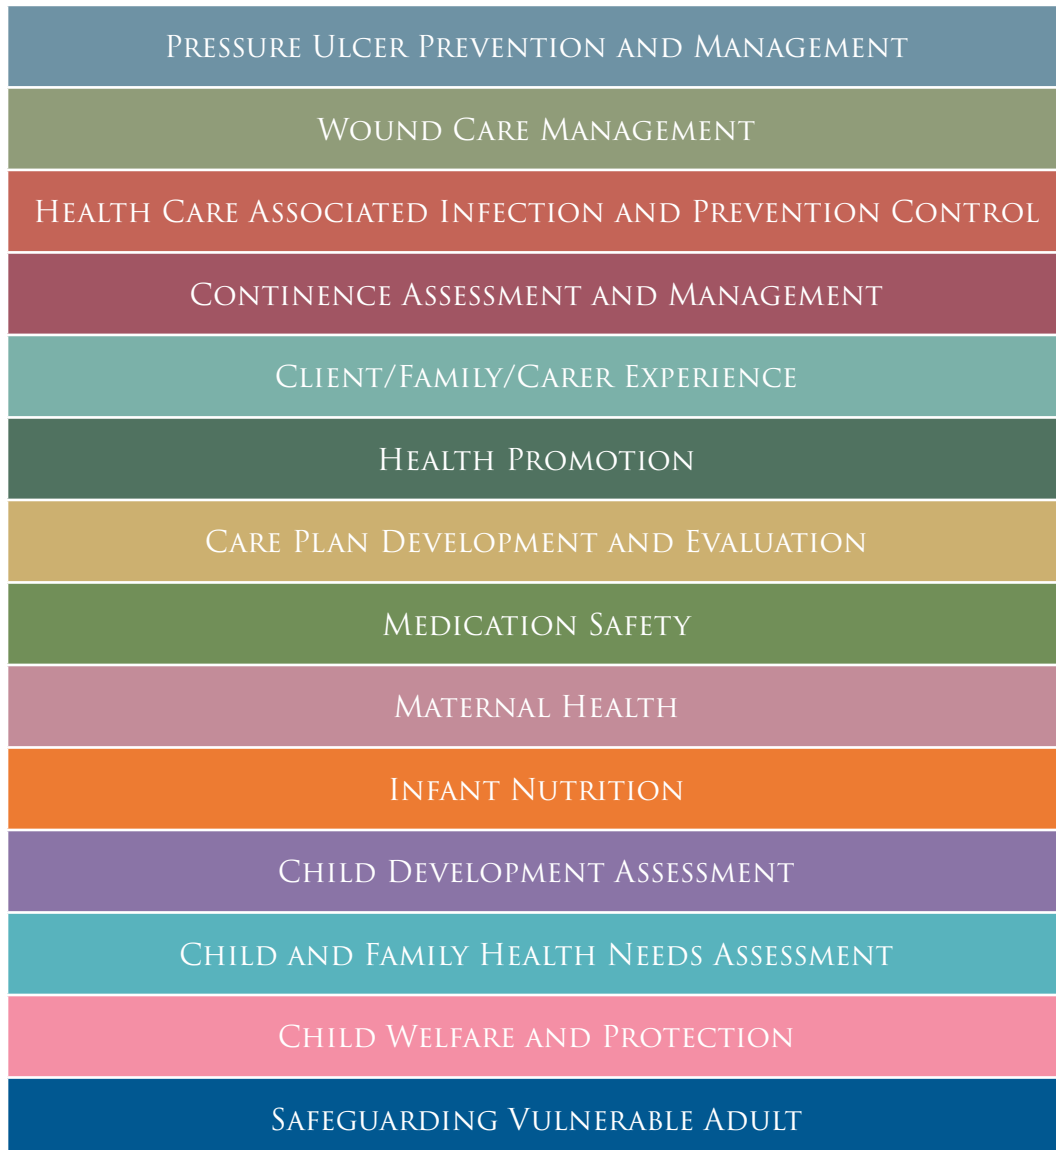 Pressure Ulcer Prevention and Management
Wound Care Management
Health Care Associated Infection and Prevention Control
Continence Assessment and Management
Client/Family/Carer Experience
Health Promotion
Care Plan Development and Evaluation
Medication Safety
Maternal Health
Infant Nutrition
Child Development Assessment
Child and Family Health Needs Assessment
Child Welfare and Protection
Safeguarding Vulnerable Adult